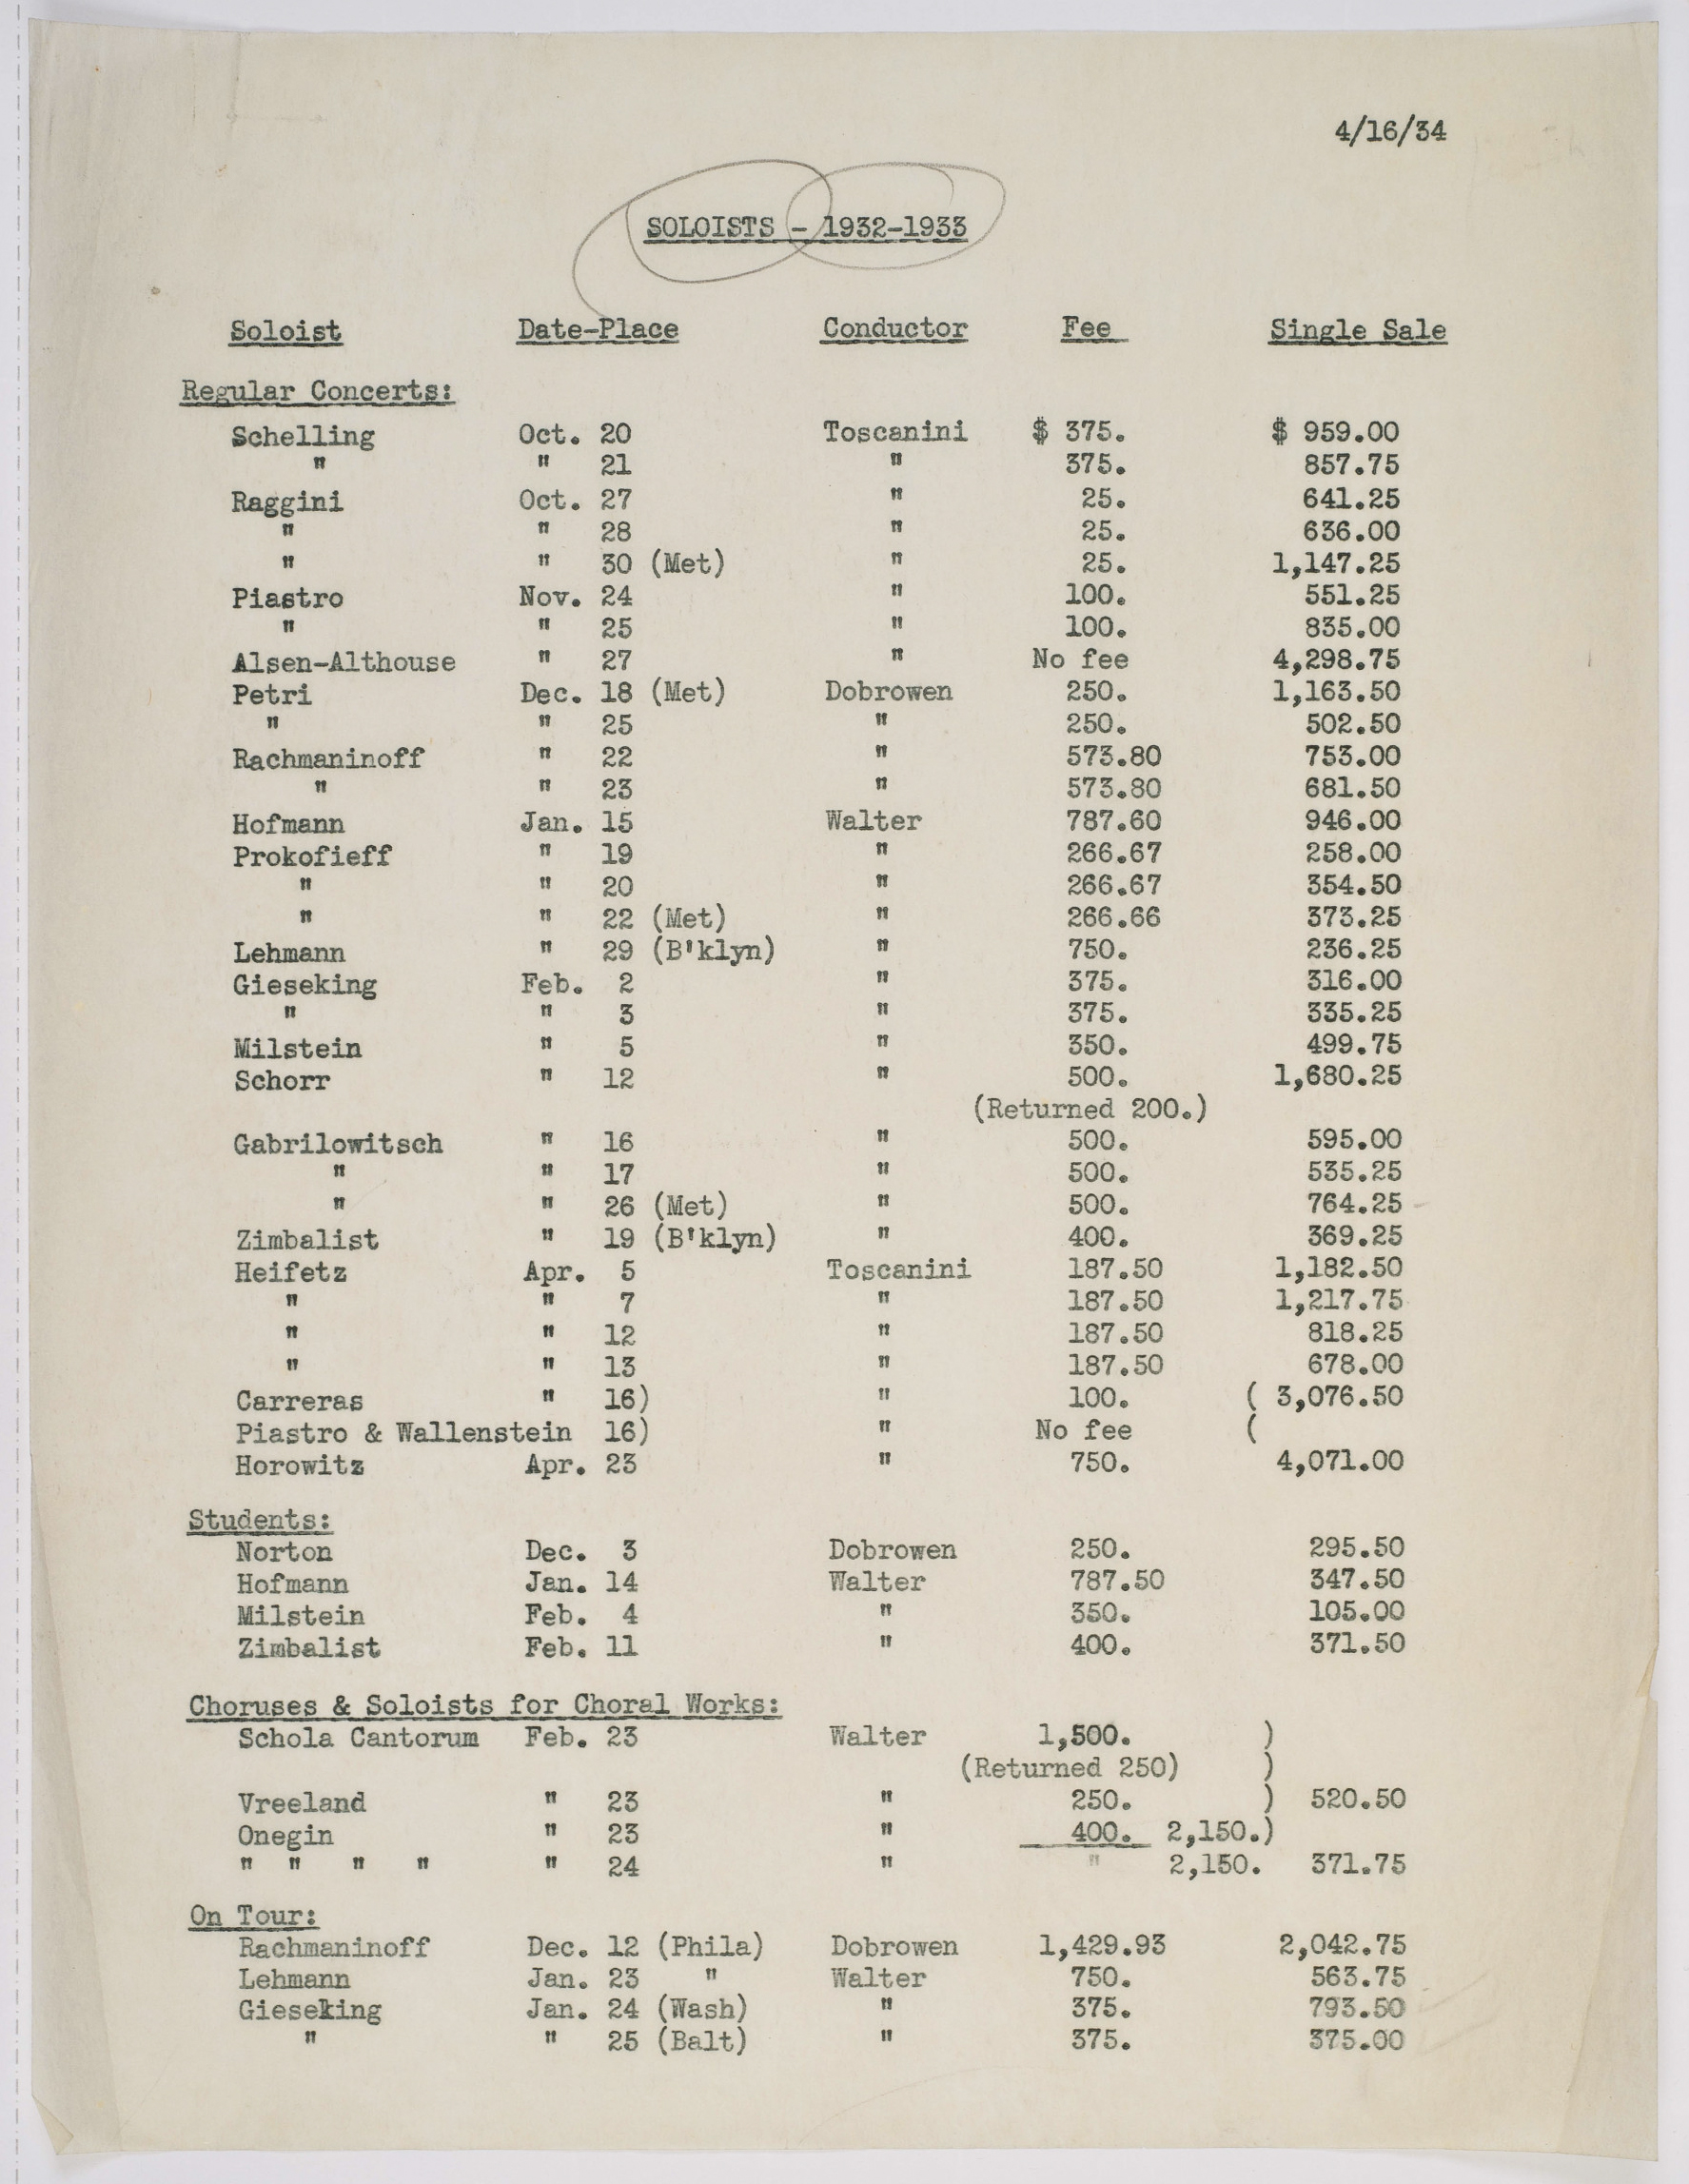 4/16/34
SOLOISTS - 1932-1933
Soloist Date-Place Conductor Fee Single Sale
Regular Concerts:
Schelling Oct. 20 Toscanini $ 375. $ 959.00
" " 21 " 375. 857.75
Raggini Oct. 27 " 25. 641.25
" " 28 " 25. 636.00
" " 30 (Met) " 25. 1,147.25
Piastro Nov. 24 " 100. 551.25
" " 25 " 100. 835.00
Alsen-Althouse " 27 " No fee 4,298.75
Petri Dec. 18 (Met) Dobrowen 250. 1,163.50
" " 25 " 250. 502.50
Rachmaninoff " 22 " 573.80 753.00
" " 23 " 573.80 681.50
Hofmann Jan. 15 Walter 787.60 946.00
Prokofieff " 19 " 266.67 258.00
" " 20 " 266.67 354.50
" " 22 (Met) " 266.66 373.25
Lehmann " 29 (B'klyn) " 750. 236.25
Gieseking Feb. 2 " 375. 316.00
" " 3 " 375. 335.25
Milstein " 5 " 350. 499.75
Schorr " 12 " 500. 1,680.25
(Returned 200.)
Gabrilowitsch " 16 " 500. 595.00
" " 17 " 500. 535.25
" " 26 (Met) " 500. 764.25
Zimbalist " 19 (B'klyn) " 400. 369.25
Heifetz Apr. 5 Toscanini 187.50 1,182.50
" " 7 " 187.50 1,217.75
" " 12 " 187.50 818.25
" " 13 " 187.50 678.00
Carreras " 16) " 100. ( 3,076.50
Piastro & Wallenstein 16) " No fee (
Horowitz Apr. 23 " 750. 4,071.00
Students:
Norton Dec. 3 Dobrowen 250. 295.50
Hofmann Jan. 14 Walter 787.50 347.50
Milstein Feb. 4 " 350. 105.00
Zimbalist Feb. 11 " 400. 371.50
Choruses & Soloists for Choral Works:
Schola Cantorum Feb. 23 Walter 1,500. )
(Returned 250) )
Vreeland " 23 " 250. ) 520.50
Onegin " 23 " 400. 2,150.)
" " " " " 24 " " 2,150. 371.75
On Tour:
Rachmaninoff Dec. 12 (Phila) Dobrowen 1,429.93 2,042.75
Lehmann Jan. 23 " Walter 750. 563.75
Gieseking Jan. 24 (Wash) " 375. 793.50
" " 25 (Balt) " 375. 375.00